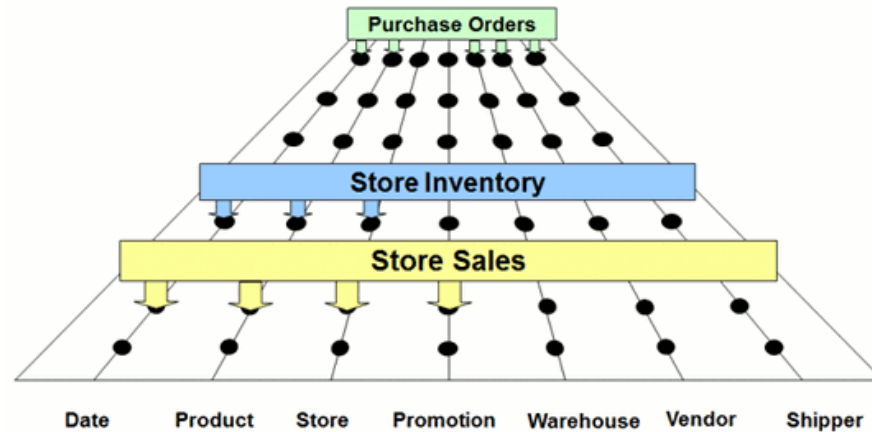 Purchase Orders
Store Inventory
Store Sales
Date Product Store Promotion Warehouse Vendor Shipper